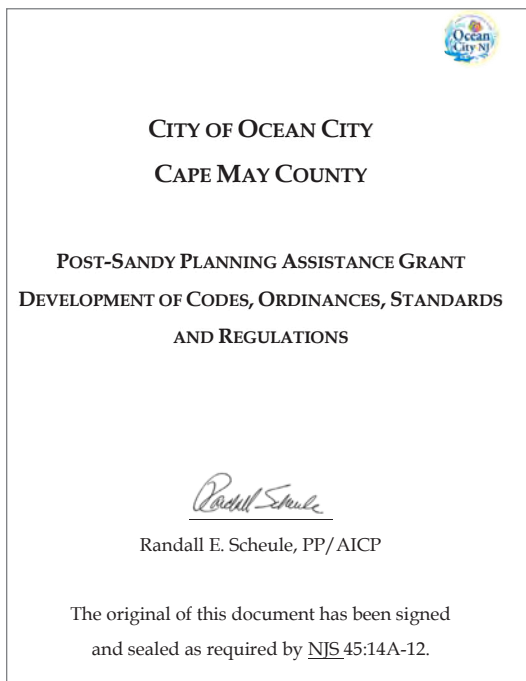 Ocean
City NJ
CITY OF OCEAN CITY
CAPE MAY COUNTY
POST-SANDY PLANNING ASSISTANCE GRANT
DEVELOPMENT OF CODES, ORDINANCES, STANDARDS
AND REGULATIONS
Randall Scheule
Randall E. Scheule, PP/AICP
The original of this document has been signed
and sealed as required by NJS 45:14A-12.